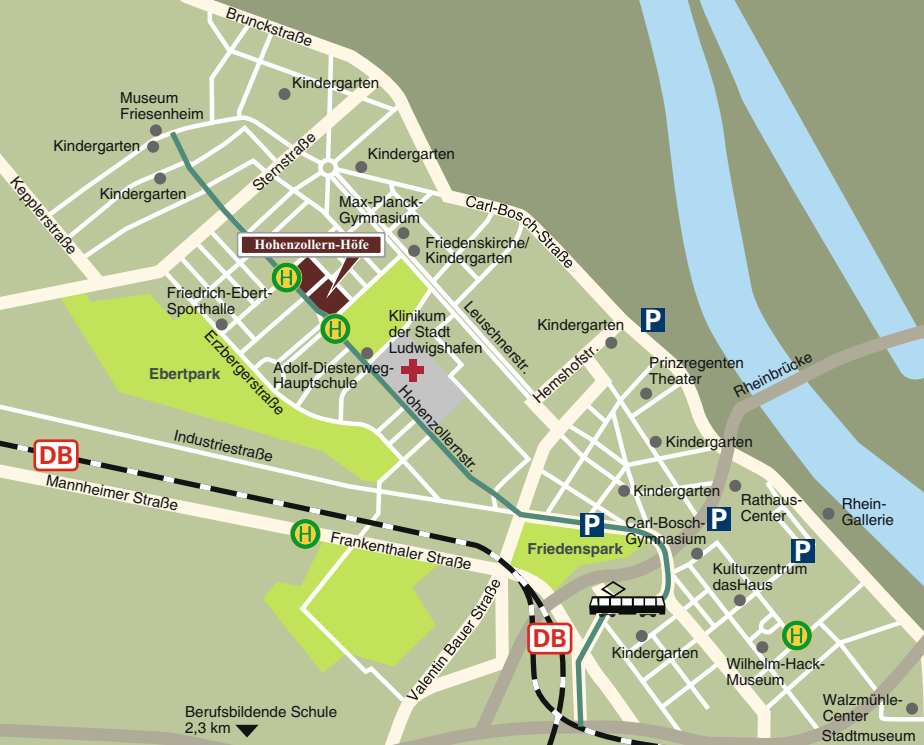 Brunckstraße
Kindergarten
Museum
Friesenheim
Kindergarten
Sternstraße
Kindergarten
Kindergarten
Kepplerstraße
Max-Planck-
Gymnasium
Carl-Bosch-Straße
Hohenzollern-Höfe
Friedenskirche/
Kindergarten
H
Friedrich-Ebert-
Sporthalle
H
Klinikum
der Stadt
Ludwigshafen
Leuschnerstr.
Kindergarten
P
Erzbergerstraße
Adolf-Diesterweg-
Hauptschule
Ebertpark
Hemshofstr.
Prinzregenten
Theater
Rheinbrücke
Hohenzollernstr.
Industriestraße
DB
Kindergarten
Mannheimer Straße
Kindergarten
Rathaus-
Center
Rhein-
Gallerie
P
Carl-Bosch-
Gymnasium
P
H
Frankenthaler Straße
Friedenspark
P
Kulturzentrum
dasHaus
Valentin Bauer Straße
DB
Kindergarten
H
Wilhelm-Hack-
Museum
Berufsbildende Schule
2,3 km
Walzmühle-
Center
Stadtmuseum